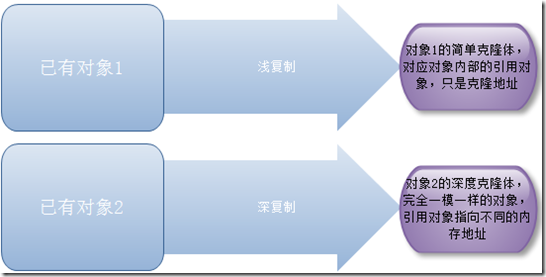 已有对象1
浅复制
对象1的简单克隆体，
对应对象内部的引用对
象，只是克隆地址
已有对象2
深复制
对象2的深度克隆体，
完全一模一样的对象，
引用对象指向不同的内
存地址